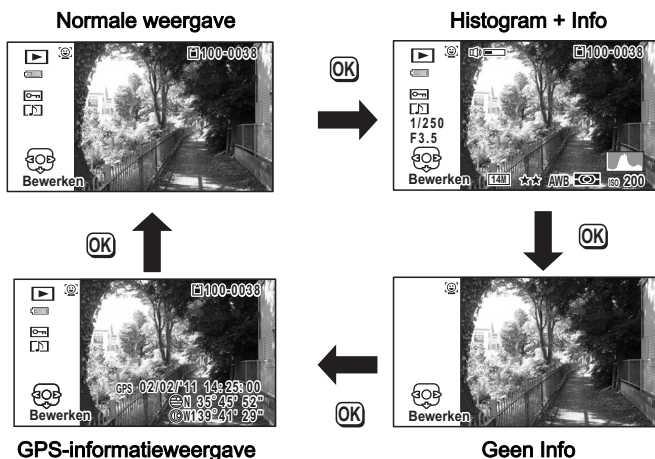 Normale weergave
100-0038
Bewerken
OK
Histogram + Info
100-0038
1/250
F3.5
Bewerken
14M ★★ AWB ISO 200
OK
Bewerken
Geen Info
OK
100-0038
GPS 02/02/'11 14:25:00
N 35°45'52"
W139°41'29"
Bewerken
GPS-informatieweergave
OK